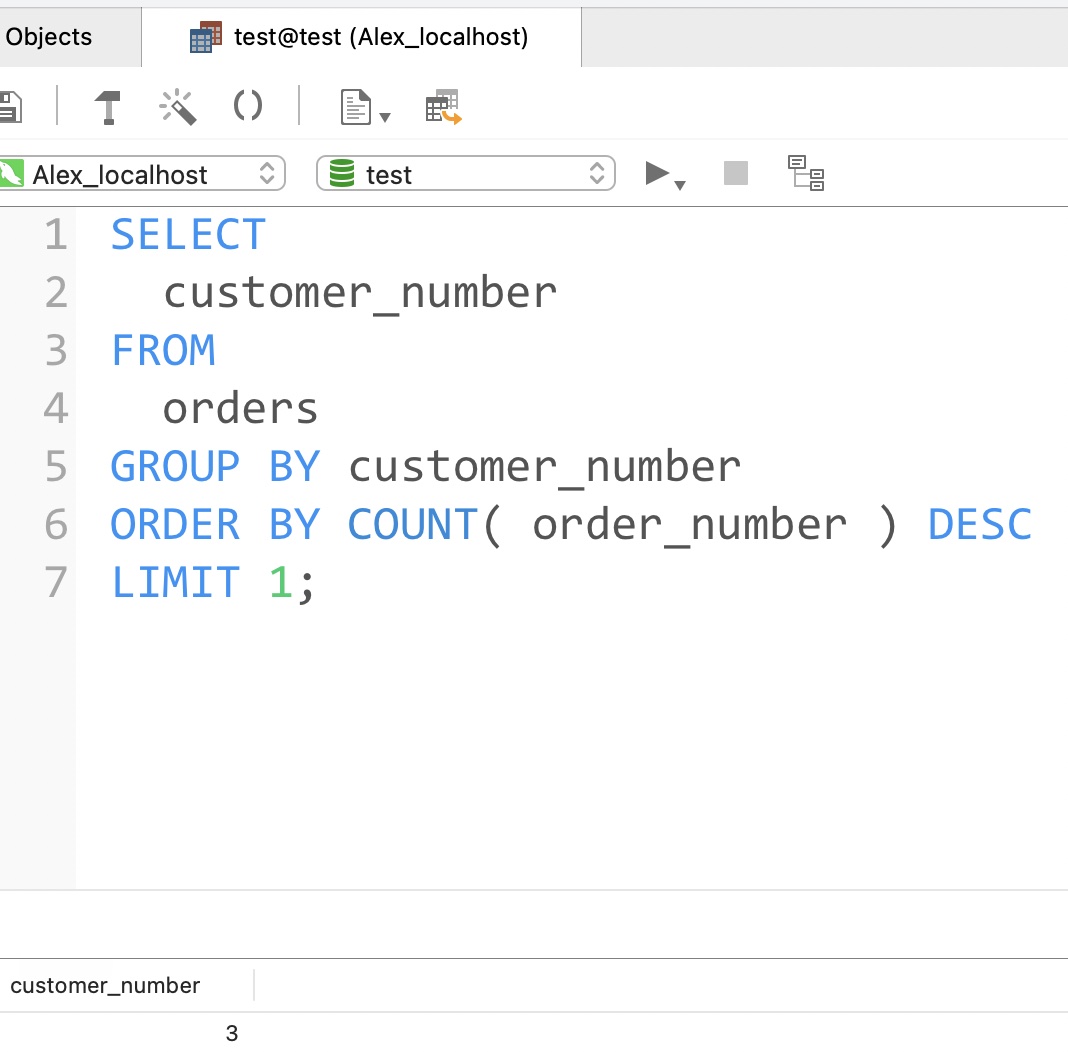 Objects
test@test (Alex_localhost)
Alex_localhost
test
1 SELECT
2 customer_number
3 FROM
4 orders
5 GROUP BY customer_number
6 ORDER BY COUNT( order_number ) DESC
7 LIMIT 1;
customer_number
3